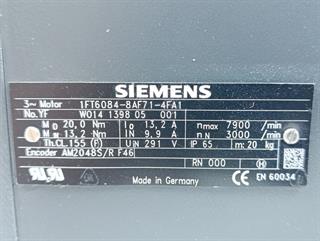 SIEMENS
3~ Motor 1FT6084-8AF71-4FA1
No.YF W014 1398 05 001
M0 20,0 Nm I0 13,2 A nmax 7900 /min
MN 13,2 Nm IN 9,9 A nN 3000 /min
Th.CL.155 (F) UiN 291 V IP 65 m: 20 kg
Encoder AM2048S/R F46 RN 000 (H)
Made in Germany EN 60034